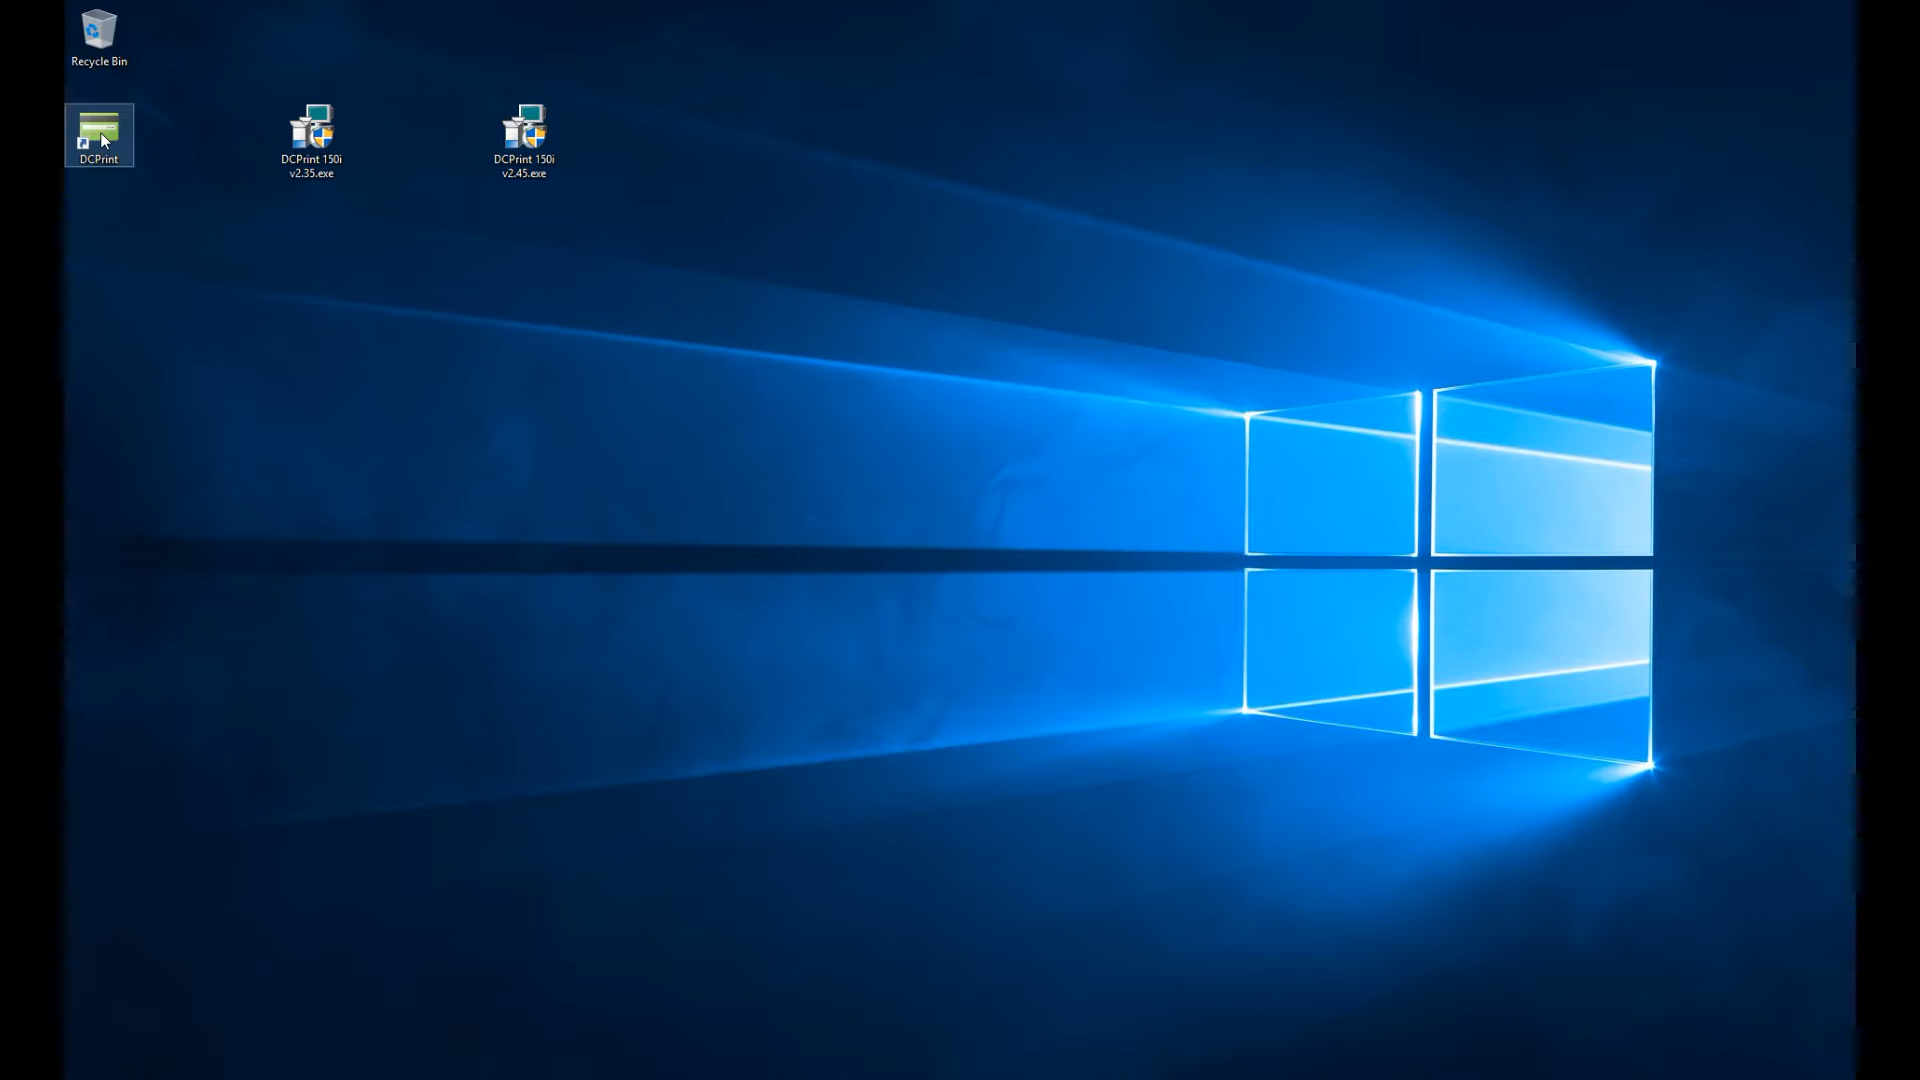 Recycle Bin
DCPrint
DCPrint 150i
v2.35.exe
DCPrint 150i
v2.45.exe